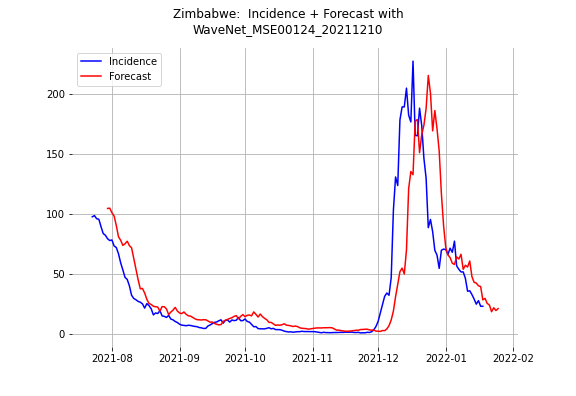 Zimbabwe:  Incidence + Forecast with
WaveNet_MSE00124_20211210
Incidence
Forecast
200
150
100
50
0
2021-08 2021-09 2021-10 2021-11 2021-12 2022-01 2022-02